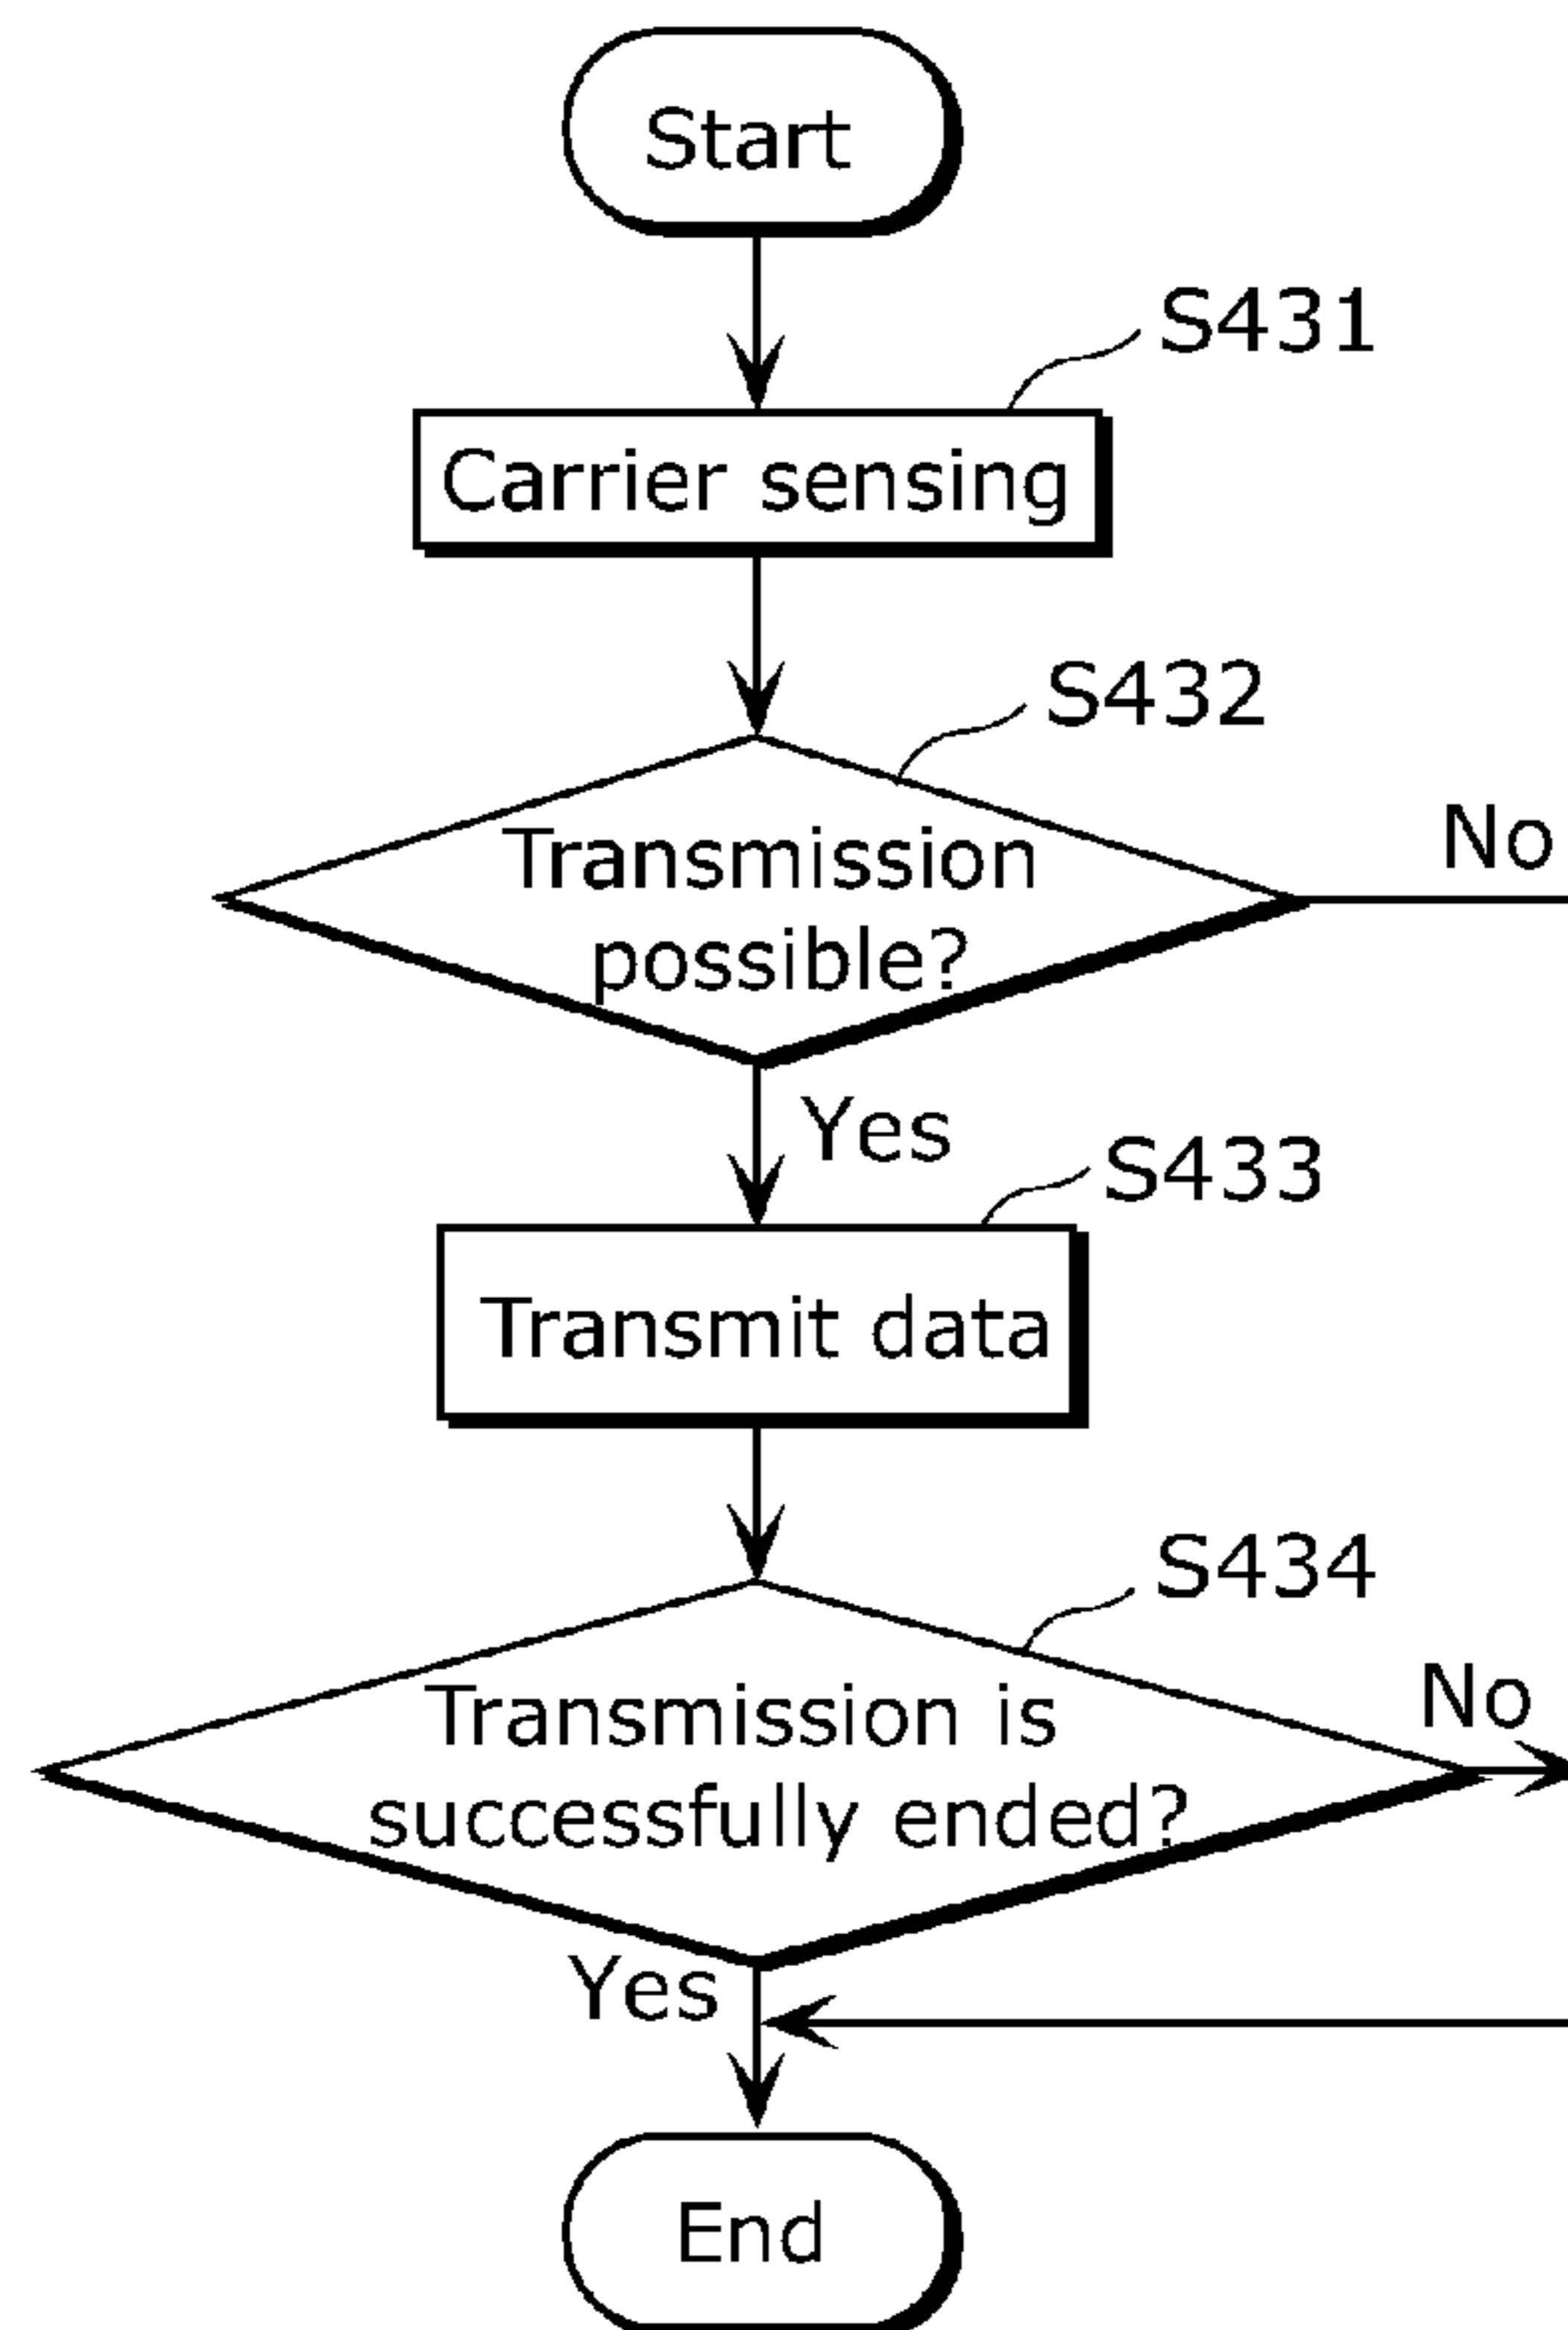 Start
S431
Carrier sensing
S432
No
Transmission
possible?
Yes
S433
Transmit data
S434
No
Transmission is
successfully ended?
Yes
End